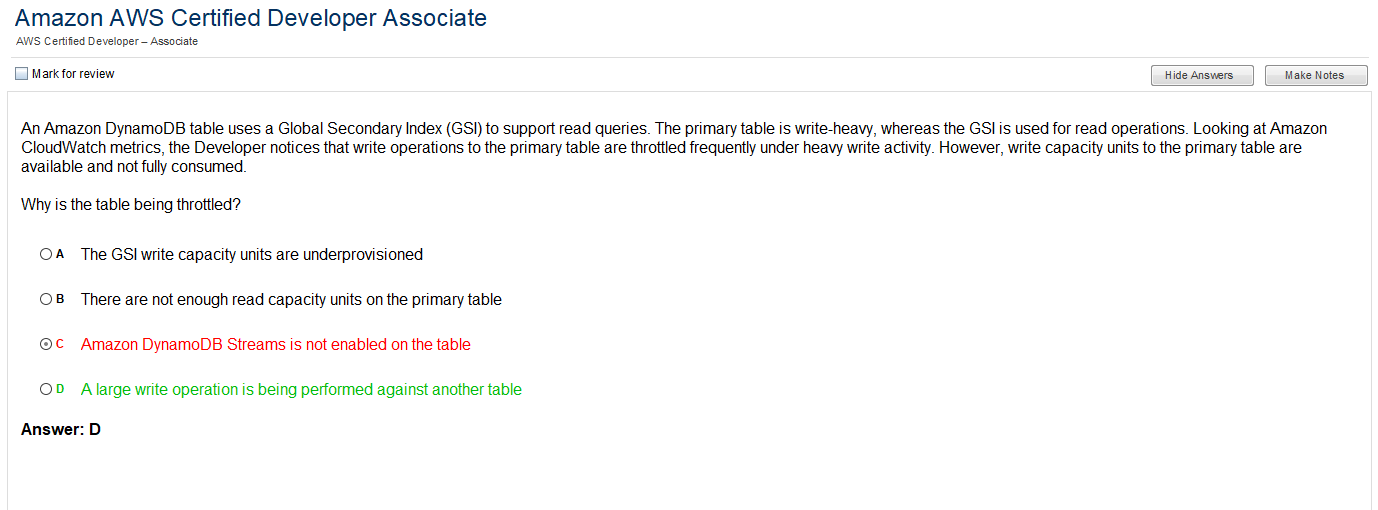 Amazon AWS Certified Developer Associate
AWS Certified Developer – Associate
Mark for review
Hide Answers
Make Notes
An Amazon DynamoDB table uses a Global Secondary Index (GSI) to support read queries. The primary table is write-heavy, whereas the GSI is used for read operations. Looking at Amazon
CloudWatch metrics, the Developer notices that write operations to the primary table are throttled frequently under heavy write activity. However, write capacity units to the primary table are
available and not fully consumed.
Why is the table being throttled?
A The GSI write capacity units are underprovisioned
B There are not enough read capacity units on the primary table
C Amazon DynamoDB Streams is not enabled on the table
D A large write operation is being performed against another table
Answer: D